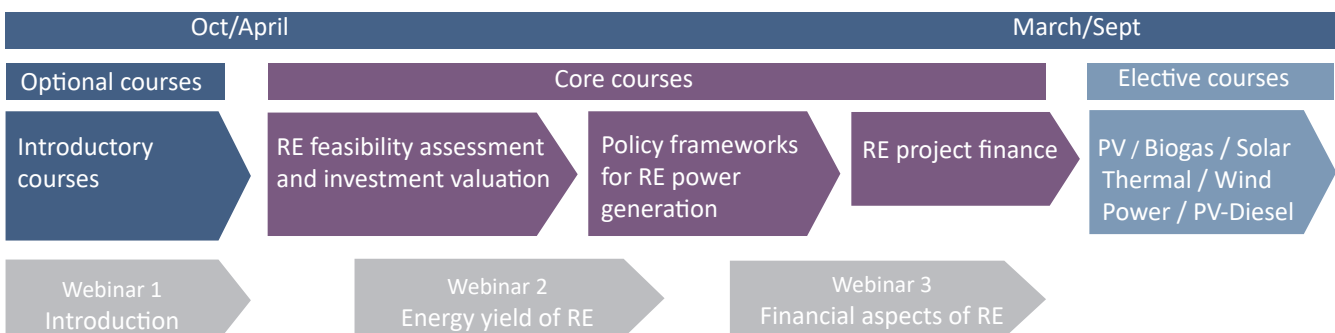 Oct/April
March/Sept
Optional courses
Core courses
Elective courses
Introductory
courses
RE feasibility assessment
and investment valuation
Policy frameworks
for RE power
generation
RE project finance
PV / Biogas / Solar
Thermal / Wind
Power / PV-Diesel
Webinar 1
Introduction
Webinar 2
Energy yield of RE
Webinar 3
Financial aspects of RE